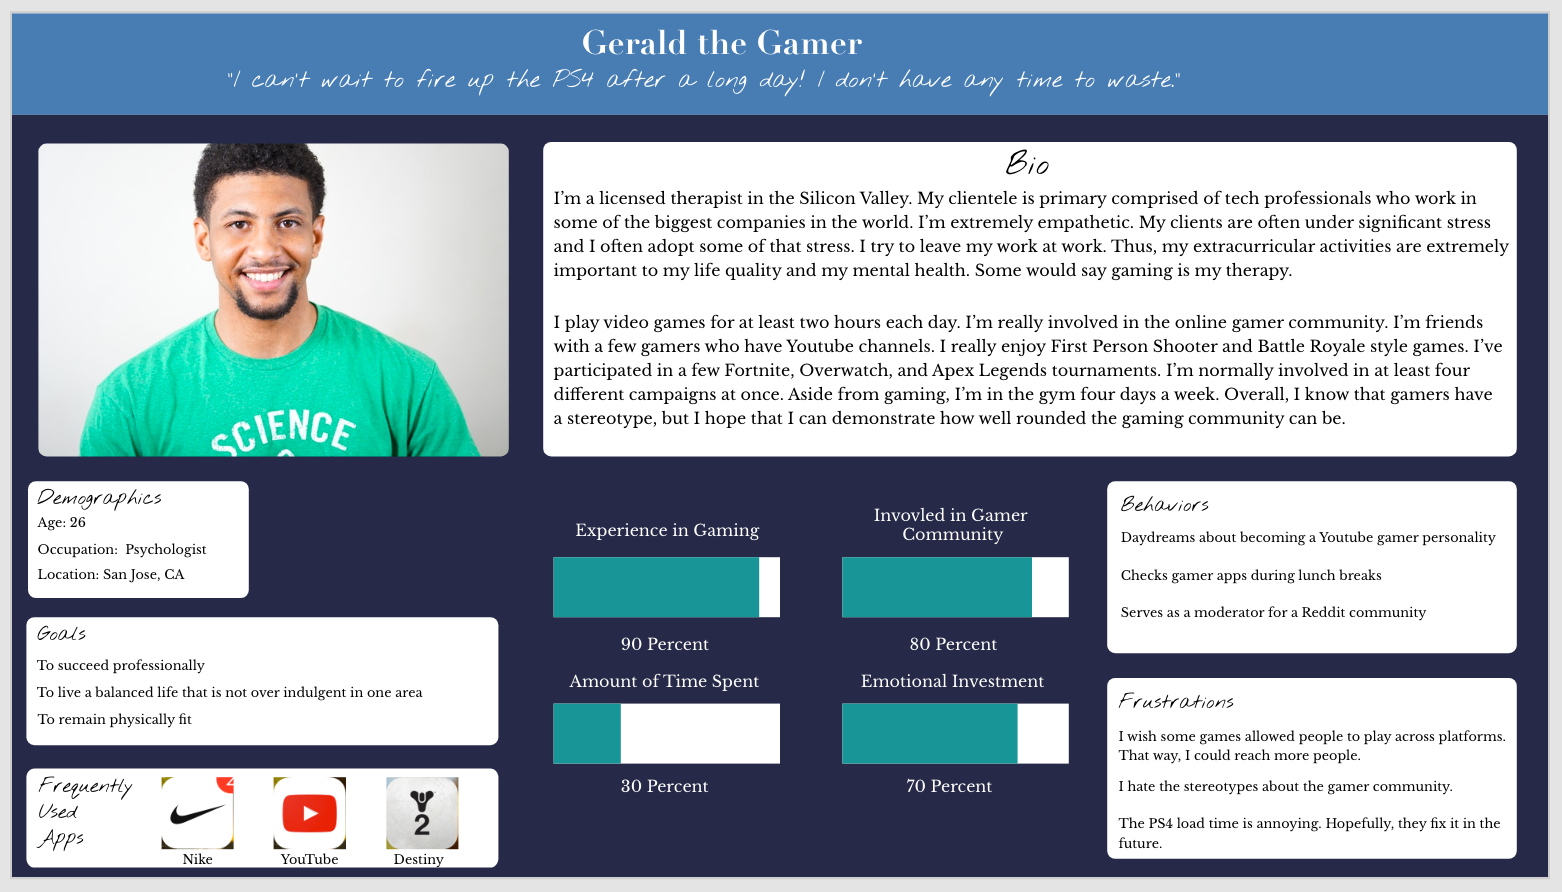 Gerald the Gamer
"I can't wait to fire up the PS4 after a long day! I don't have any time to waste."
Bio
I’m a licensed therapist in the Silicon Valley. My clientele is primary comprised of tech professionals who work in
some of the biggest companies in the world. I’m extremely empathetic. My clients are often under significant stress
and I often adopt some of that stress. I try to leave my work at work. Thus, my extracurricular activities are extremely
important to my life quality and my mental health. Some would say gaming is my therapy.
I play video games for at least two hours each day. I’m really involved in the online gamer community. I’m friends
with a few gamers who have Youtube channels. I really enjoy First Person Shooter and Battle Royale style games. I’ve
participated in a few Fortnite, Overwatch, and Apex Legends tournaments. I’m normally involved in at least four
different campaigns at once. Aside from gaming, I’m in the gym four days a week. Overall, I know that gamers have
a stereotype, but I hope that I can demonstrate how well rounded the gaming community can be.
SCIENCE
Demographics
Age: 26
Occupation: Psychologist
Location: San Jose, CA
Goals
To succeed professionally
To live a balanced life that is not over indulgent in one area
To remain physically fit
Frequently
Used
Apps
2
Nike
YouTube
Destiny
Experience in Gaming
90 Percent
Invovled in Gamer
Community
80 Percent
Amount of Time Spent
30 Percent
Emotional Investment
70 Percent
Behaviors
Daydreams about becoming a Youtube gamer personality
Checks gamer apps during lunch breaks
Serves as a moderator for a Reddit community
Frustrations
I wish some games allowed people to play across platforms.
That way, I could reach more people.
I hate the stereotypes about the gamer community.
The PS4 load time is annoying. Hopefully, they fix it in the
future.